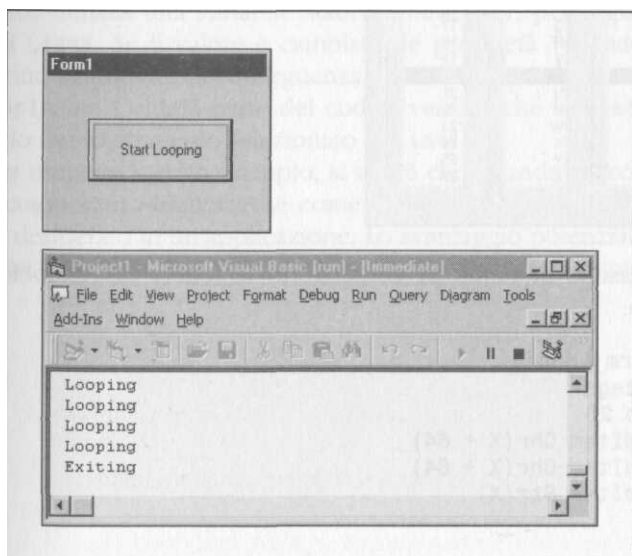 Form1
Start Looping
Project1 - Microsoft Visual Basic [run] - [Immediate]
File Edit View Project Format Debug Run Query Diagram Tools
Add-Ins Window Help
Looping
Looping
Looping
Looping
Exiting